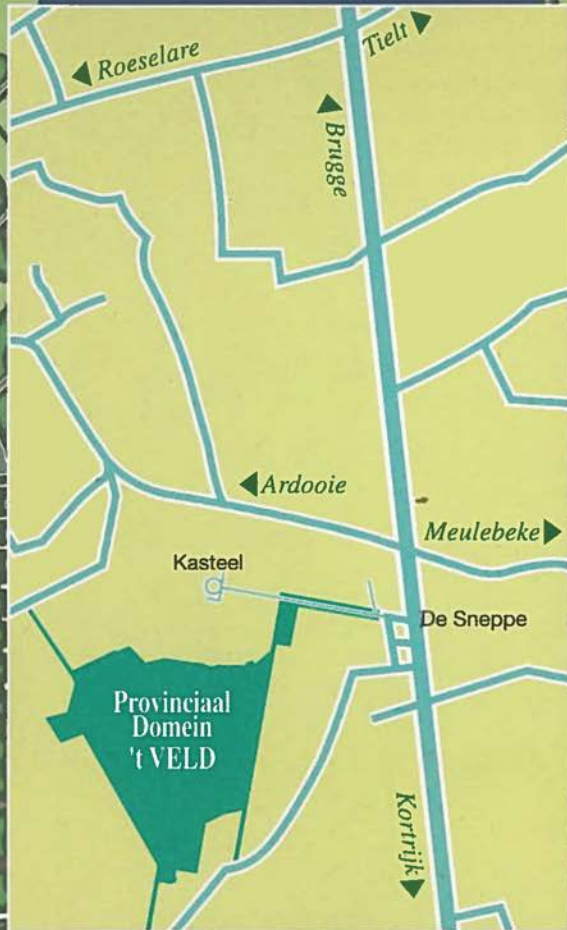 Roeselare
Tielt
Brugge
Ardooie
Meulebeke
Kasteel
De Sneppe
Provinciaal
Domein
't VELD
Kortrijk